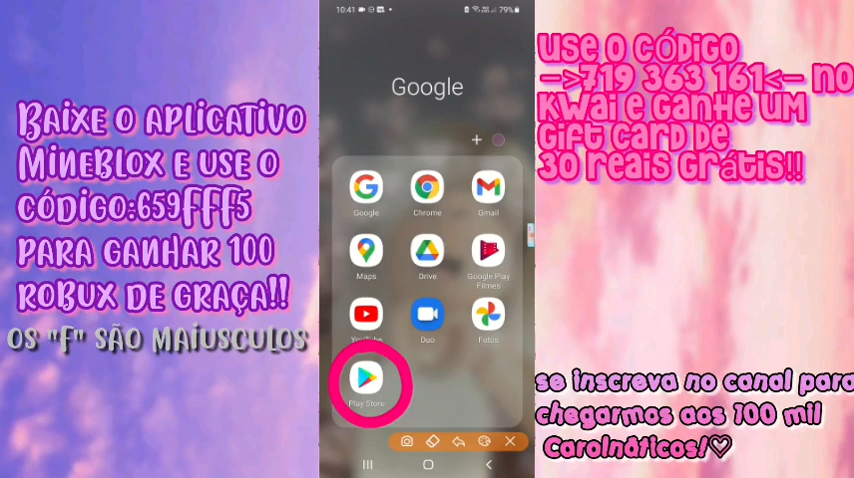 Baixe o aplicativo
Mineblox e use o
código:659FFF5
para ganhar 100
robux de graça!!
os "f" são maiusculos
10:41
79%
Google
Google
Chrome
Gmail
Maps
Drive
Google Play
Filmes
YouTube
Duo
Fotos
Play Store
use o código
->719 363 161<- no
kwai e ganhe um
gift card de
30 reais grátis!!
se inscreva no canal para
chegarmos aos 100 mil
Carolnáticos!♡